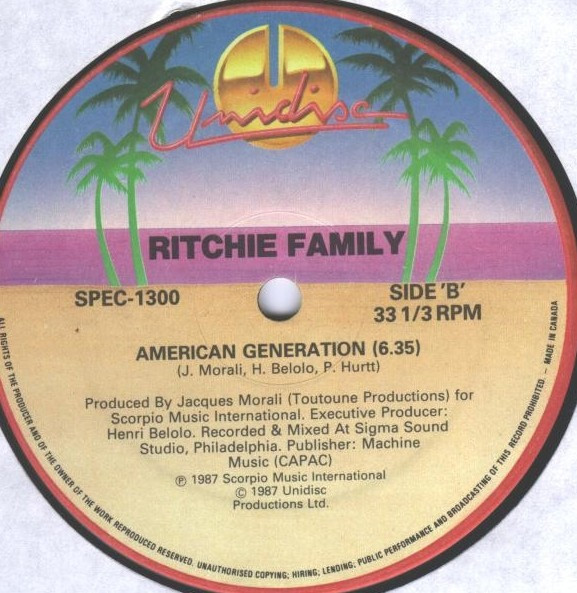 Unidisc
RITCHIE FAMILY
SPEC-1300
SIDE 'B'
33 1/3 RPM
AMERICAN GENERATION (6.35)
(J. Morali, H. Belolo, P. Hurtt)
Produced By Jacques Morali (Toutoune Productions) for
Scorpio Music International. Executive Producer:
Henri Belolo. Recorded & Mixed At Sigma Sound
Studio, Philadelphia. Publisher: Machine
Music (CAPAC)
℗ 1987 Scorpio Music International
© 1987 Unidisc
Productions Ltd.
ALL RIGHTS OF THE PRODUCER AND OF THE OWNER OF THE WORK REPRODUCED RESERVED. UNAUTHORISED COPYING; HIRING; LENDING; PUBLIC PERFORMANCE AND BROADCASTING OF THIS RECORD PROHIBITED. – MADE IN CANADA